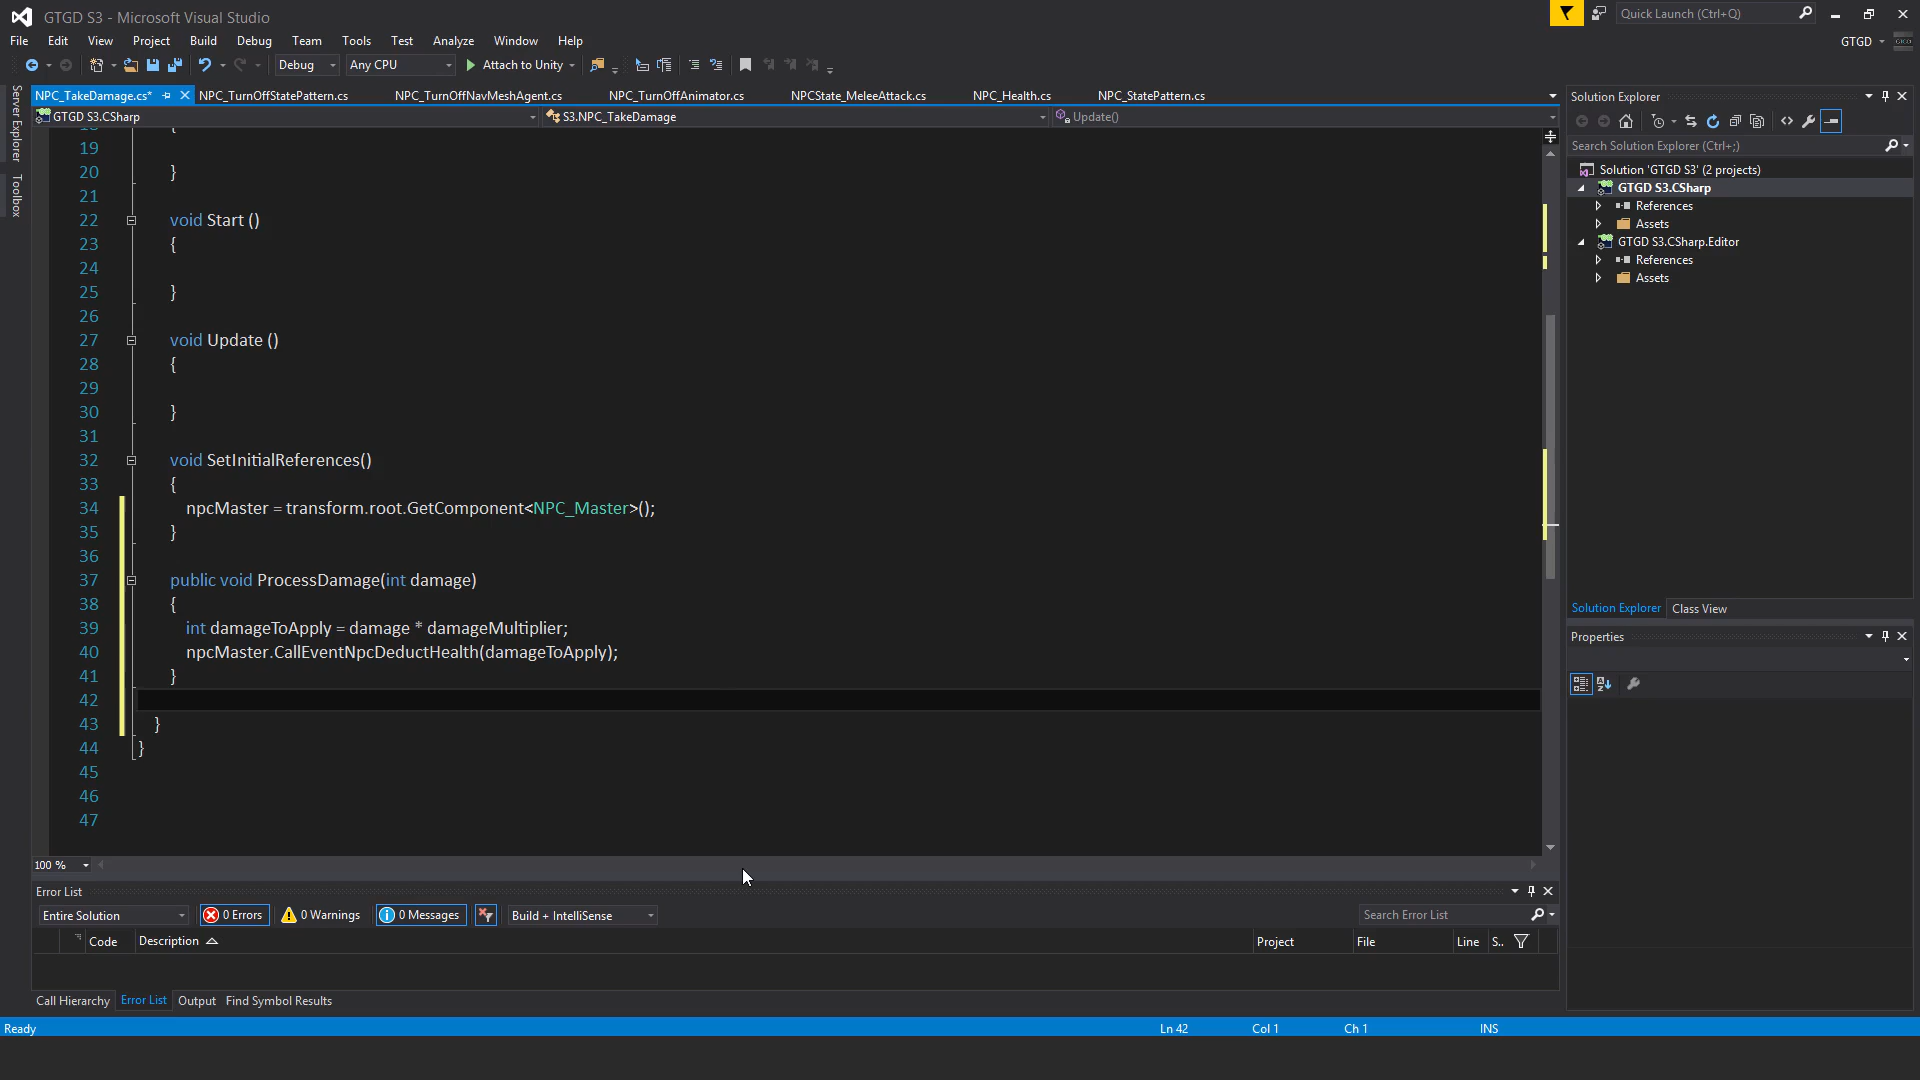 GTGD S3 - Microsoft Visual Studio
Quick Launch (Ctrl+Q)
File Edit View Project Build Debug Team Tools Test Analyze Window Help
GTGD
Debug Any CPU Attach to Unity
Server Explorer
Toolbox
NPC_TakeDamage.cs* NPC_TurnOffStatePattern.cs NPC_TurnOffNavMeshAgent.cs NPC_TurnOffAnimator.cs NPCState_MeleeAttack.cs NPC_Health.cs NPC_StatePattern.cs
GTGD S3.CSharp S3.NPC_TakeDamage Update()
18 {
19
20 }
21
22 void Start ()
23 {
24
25 }
26
27 void Update ()
28 {
29
30 }
31
32 void SetInitialReferences()
33 {
34 npcMaster = transform.root.GetComponent<NPC_Master>();
35 }
36
37 public void ProcessDamage(int damage)
38 {
39 int damageToApply = damage * damageMultiplier;
40 npcMaster.CallEventNpcDeductHealth(damageToApply);
41 }
42
43 }
44 }
45
46
47
100 %
Solution Explorer
Search Solution Explorer (Ctrl+;)
Solution 'GTGD S3' (2 projects)
GTGD S3.CSharp
References
Assets
GTGD S3.CSharp.Editor
References
Assets
Solution Explorer Class View
Properties
Error List
Entire Solution 0 Errors 0 Warnings 0 Messages Build + IntelliSense Search Error List
Code Description Project File Line S..
Call Hierarchy Error List Output Find Symbol Results
Ready Ln 42 Col 1 Ch 1 INS